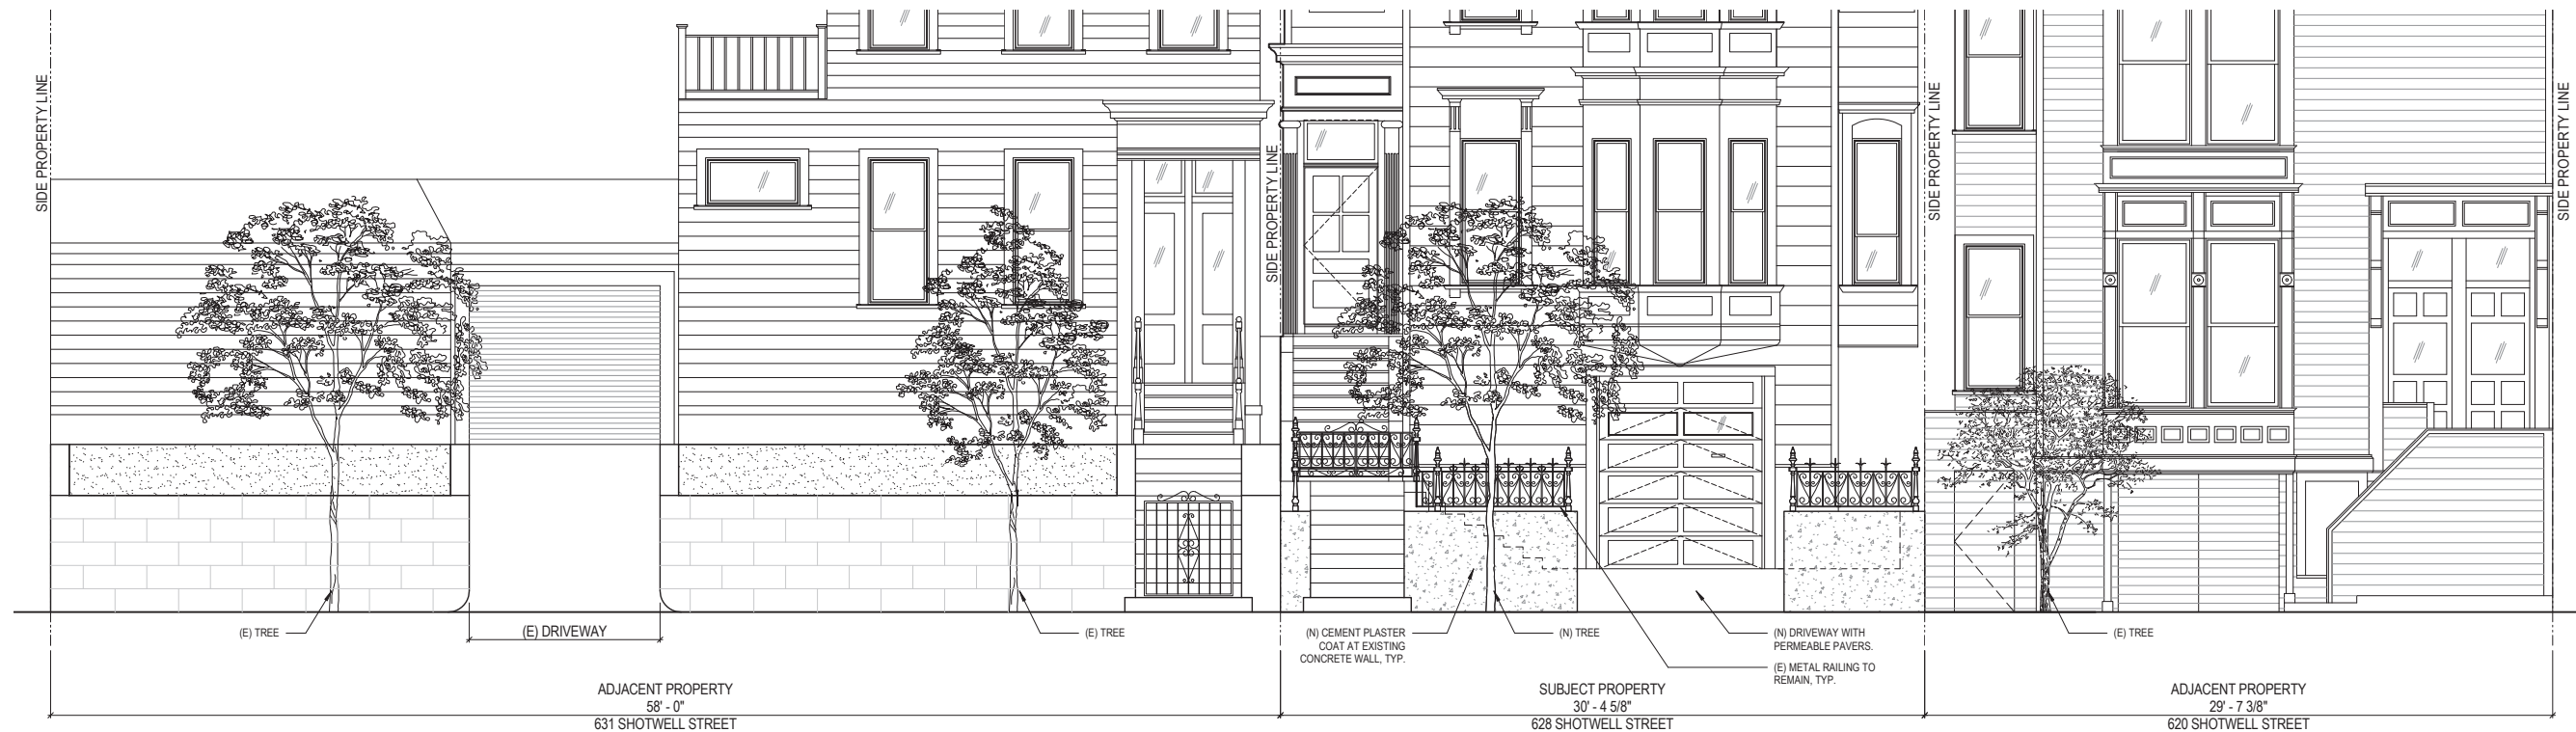 SIDE PROPERTY LINE
SIDE PROPERTY LINE
SIDE PROPERTY LINE
SIDE PROPERTY LINE
(E) TREE
(E) DRIVEWAY
(E) TREE
(N) CEMENT PLASTER
COAT AT EXISTING
CONCRETE WALL, TYP.
(N) TREE
(N) DRIVEWAY WITH
PERMEABLE PAVERS.
(E) METAL RAILING TO
REMAIN, TYP.
(E) TREE
ADJACENT PROPERTY
58' - 0"
631 SHOTWELL STREET
SUBJECT PROPERTY
30' - 4 5/8"
628 SHOTWELL STREET
ADJACENT PROPERTY
29' - 7 3/8"
620 SHOTWELL STREET